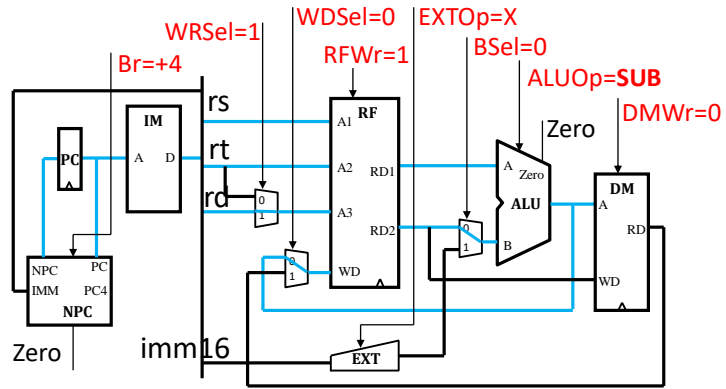 WDSel=0 EXTOp=X
WRSel=1 BSel=0
Br=+4 RFWr=1
ALUOp=SUB
IM rs RF Zero DMWr=0
A1
PC A D rt A2 RD1 A Zero
0 ALU DM
rd 1 A3 RD2 0 A
B RD
NPC PC 0 1
IMM PC4 1 WD WD
NPC
Zero imm16 EXT